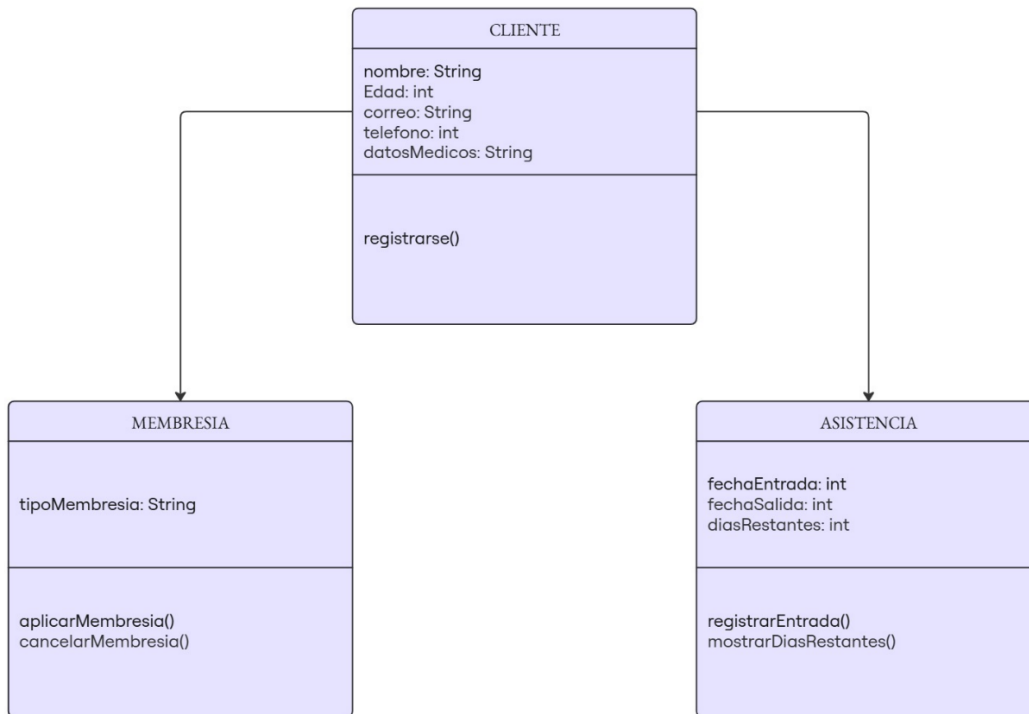 CLIENTE
nombre: String
Edad: int
correo: String
telefono: int
datosMedicos: String
registrarse()
MEMBRESIA
tipoMembresia: String
aplicarMembresia()
cancelarMembresia()
ASISTENCIA
fechaEntrada: int
fechaSalida: int
diasRestantes: int
registrarEntrada()
mostrarDiasRestantes()